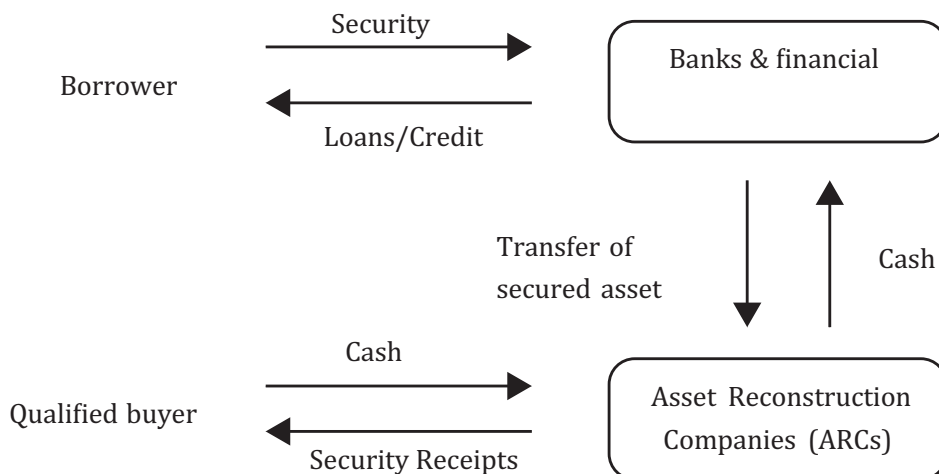 Security
Banks & financial
Borrower
Loans/Credit
Transfer of
secured asset
Cash
Cash
Asset Reconstruction
Companies (ARCs)
Qualified buyer
Security Receipts